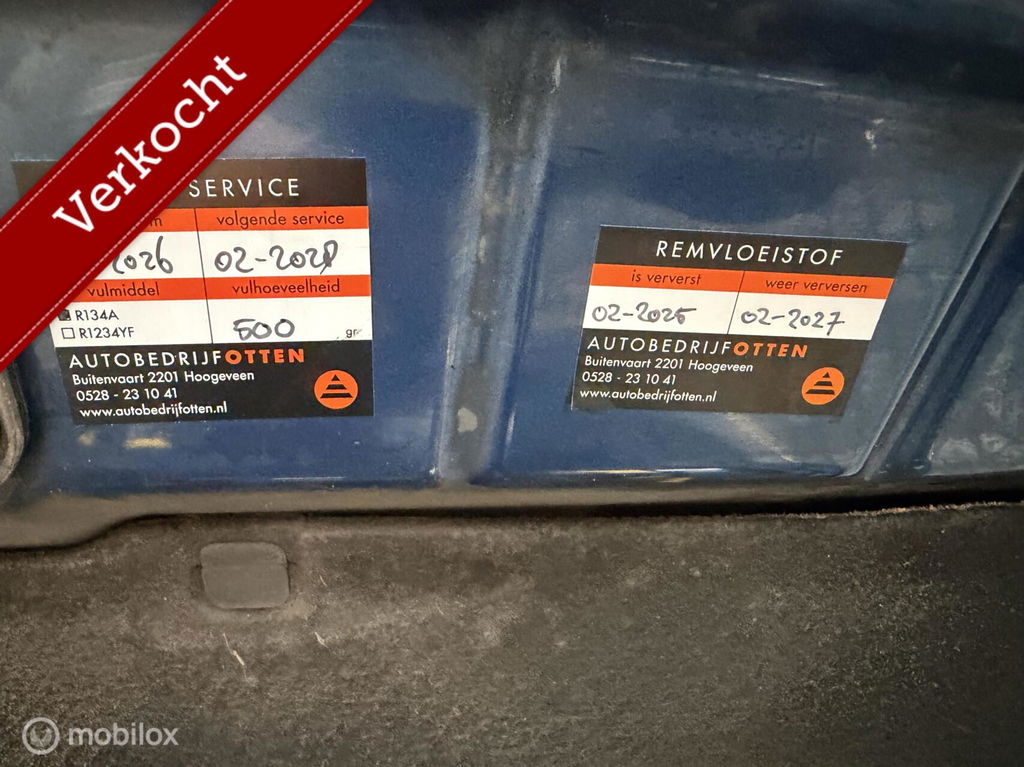 Verkocht
SERVICE
volgende service
2026 02-2028
vulmiddel vulhoeveelheid
R134A
R1234YF
500 gr
AUTOBEDRIJFOTTEN
Buitenvaart 2201 Hoogeveen
0528 - 23 10 41
www.autobedrijfotten.nl
REMVLOEISTOF
is ververst weer verversen
02-2025 02-2027
AUTOBEDRIJFOTTEN
Buitenvaart 2201 Hoogeveen
0528 - 23 10 41
www.autobedrijfotten.nl
mobilox